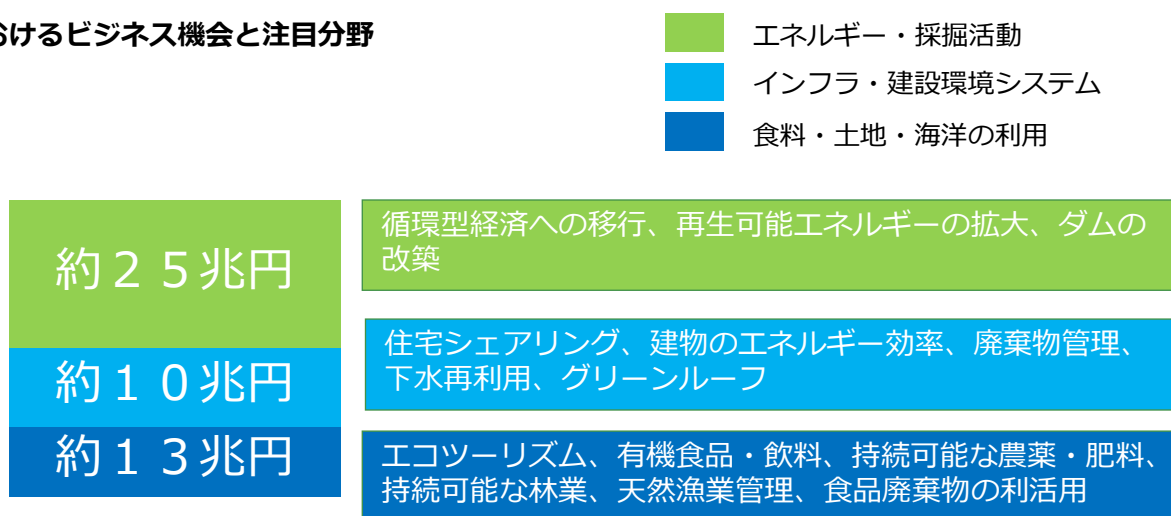 おけるビジネス機会と注目分野
エネルギー・採掘活動
インフラ・建設環境システム
食料・土地・海洋の利用
約２５兆円
循環型経済への移行、再生可能エネルギーの拡大、ダムの
改築
約１０兆円
住宅シェアリング、建物のエネルギー効率、廃棄物管理、
下水再利用、グリーンルーフ
約１３兆円
エコツーリズム、有機食品・飲料、持続可能な農薬・肥料、
持続可能な林業、天然漁業管理、食品廃棄物の利活用